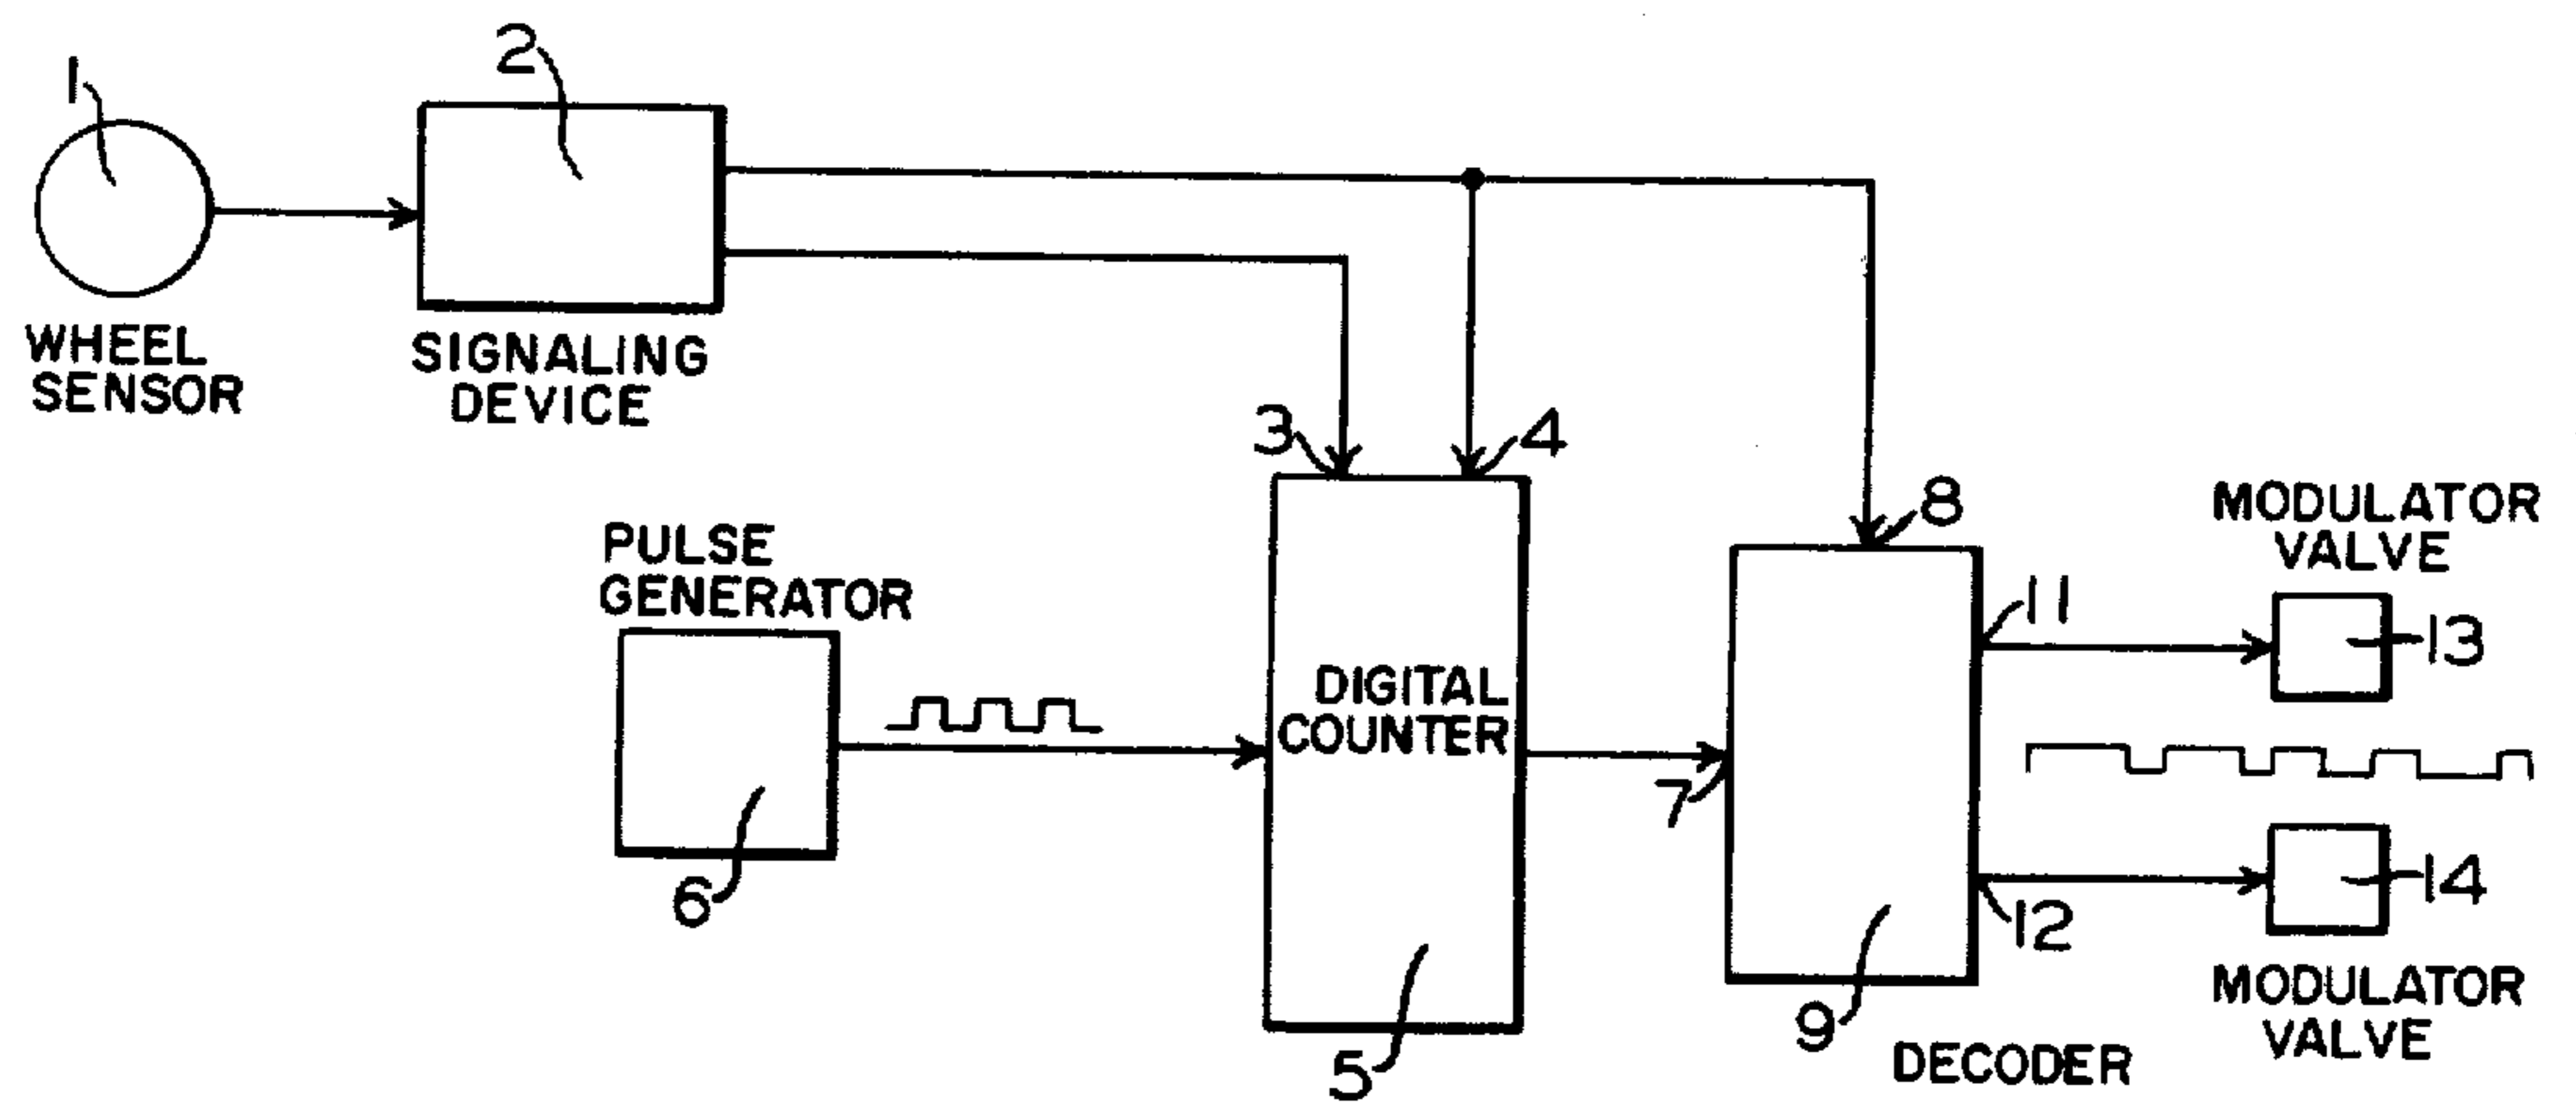 1
2
WHEEL
SENSOR
SIGNALING
DEVICE
3
4
PULSE
GENERATOR
6
DIGITAL
COUNTER
5
7
8
9
DECODER
11
12
MODULATOR
VALVE
13
14
MODULATOR
VALVE